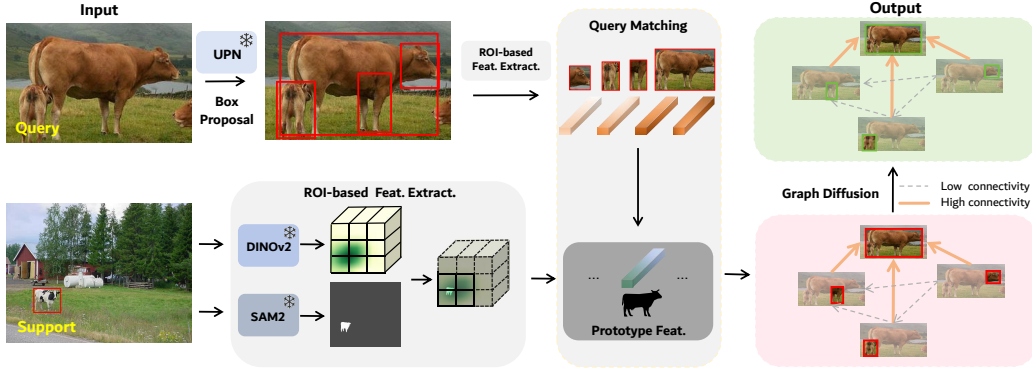 Input
Query
UPN
Box
Proposal
ROI-based
Feat. Extract.
Query Matching
Output
Support
ROI-based Feat. Extract.
DINOv2
SAM2
... ...
Prototype Feat.
Graph Diffusion
Low connectivity
High connectivity